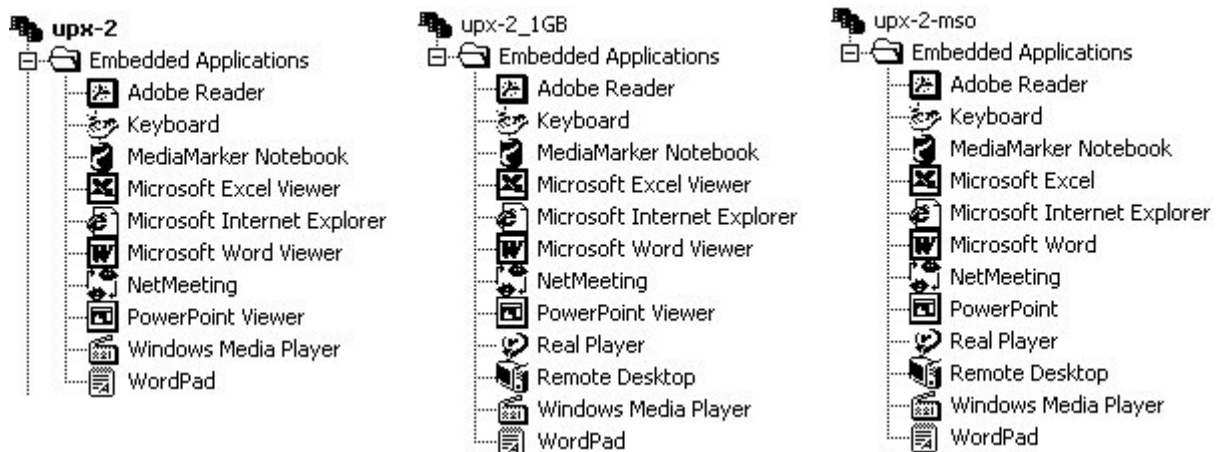 upx-2
Embedded Applications
Adobe Reader
Keyboard
MediaMarker Notebook
Microsoft Excel Viewer
Microsoft Internet Explorer
Microsoft Word Viewer
NetMeeting
PowerPoint Viewer
Windows Media Player
WordPad
upx-2_1GB
Embedded Applications
Adobe Reader
Keyboard
MediaMarker Notebook
Microsoft Excel Viewer
Microsoft Internet Explorer
Microsoft Word Viewer
NetMeeting
PowerPoint Viewer
Real Player
Remote Desktop
Windows Media Player
WordPad
upx-2-mso
Embedded Applications
Adobe Reader
Keyboard
MediaMarker Notebook
Microsoft Excel
Microsoft Internet Explorer
Microsoft Word
NetMeeting
PowerPoint
Real Player
Remote Desktop
Windows Media Player
WordPad